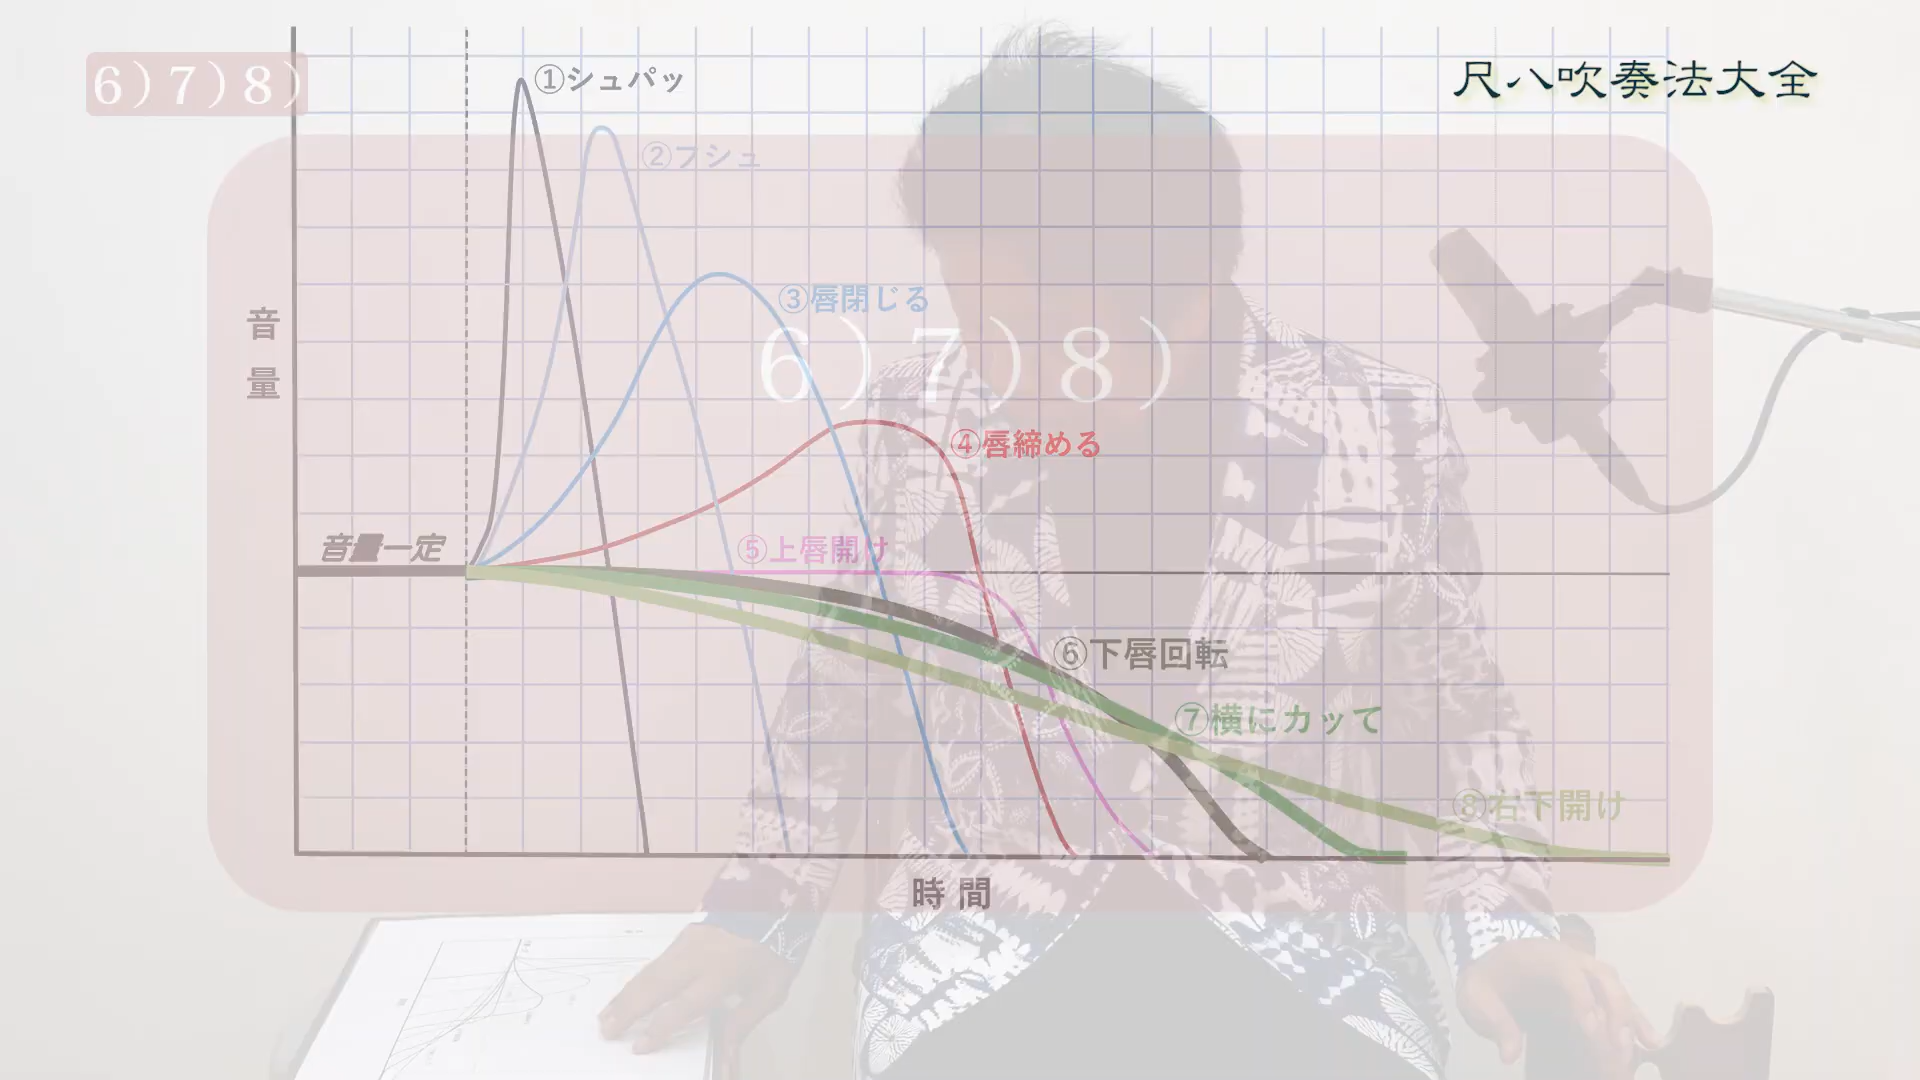 6）7）8）
尺八吹奏法大全
①シュパッ
②フシュ
③唇閉じる
6）7）8）
④唇締める
音量
音量一定
⑤上唇開け
⑥下唇回転
⑦横にカッて
⑧右下開け
時間